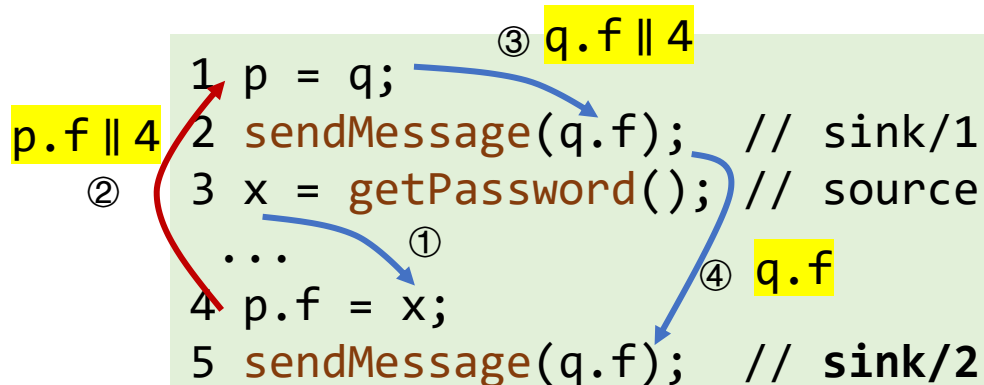 ③ q.f ∥ 4
1 p = q;
p.f ∥ 4
②
2 sendMessage(q.f); // sink/1
3 x = getPassword(); // source
①
...
④ q.f
4 p.f = x;
5 sendMessage(q.f); // sink/2